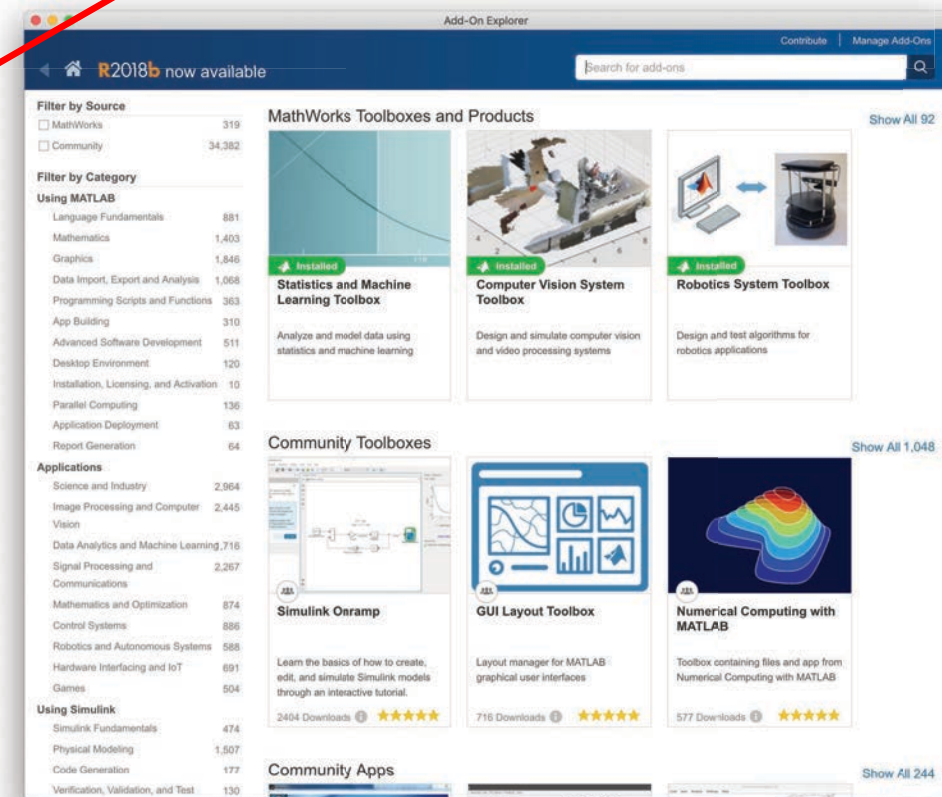 Add-On Explorer
Contribute | Manage Add-Ons
R2018b now available
Search for add-ons
Filter by Source
MathWorks 319
Community 34,382
Filter by Category
Using MATLAB
Language Fundamentals 881
Mathematics 1,403
Graphics 1,846
Data Import, Export and Analysis 1,068
Programming Scripts and Functions 363
App Building 310
Advanced Software Development 511
Desktop Environment 120
Installation, Licensing, and Activation 10
Parallel Computing 136
Application Deployment 63
Report Generation 64
Applications
Science and Industry 2,964
Image Processing and Computer 2,445
Vision
Data Analytics and Machine Learning,716
Signal Processing and 2,267
Communications
Mathematics and Optimization 874
Control Systems 886
Robotics and Autonomous Systems 588
Hardware Interfacing and IoT 691
Games 504
Using Simulink
Simulink Fundamentals 474
Physical Modeling 1,507
Code Generation 177
Verification, Validation, and Test 130
MathWorks Toolboxes and Products
Show All 92
Installed
Statistics and Machine
Learning Toolbox
Analyze and model data using
statistics and machine learning
4
2
2
4
6
8
Installed
Computer Vision System
Toolbox
Design and simulate computer vision
and video processing systems
Installed
Robotics System Toolbox
Design and test algorithms for
robotics applications
Community Toolboxes
Show All 1,048
Simulink Onramp
Learn the basics of how to create,
edit, and simulate Simulink models
through an interactive tutorial.
2404 Downloads
GUI Layout Toolbox
Layout manager for MATLAB
graphical user interfaces
716 Downloads
Numerical Computing with
MATLAB
Toolbox containing files and app from
Numerical Computing with MATLAB
577 Downloads
Community Apps
Show All 244